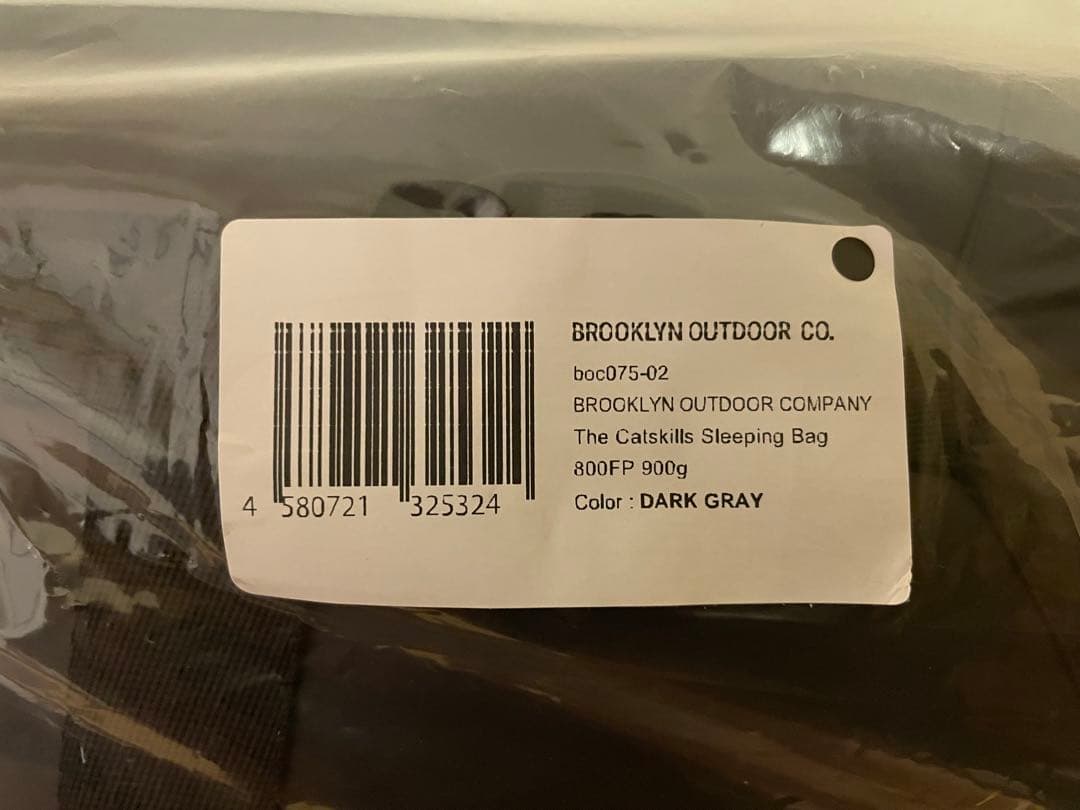 BROOKLYN OUTDOOR CO.
boc075-02
BROOKLYN OUTDOOR COMPANY
The Catskills Sleeping Bag
800FP 900g
Color : DARK GRAY
4 580721 325324